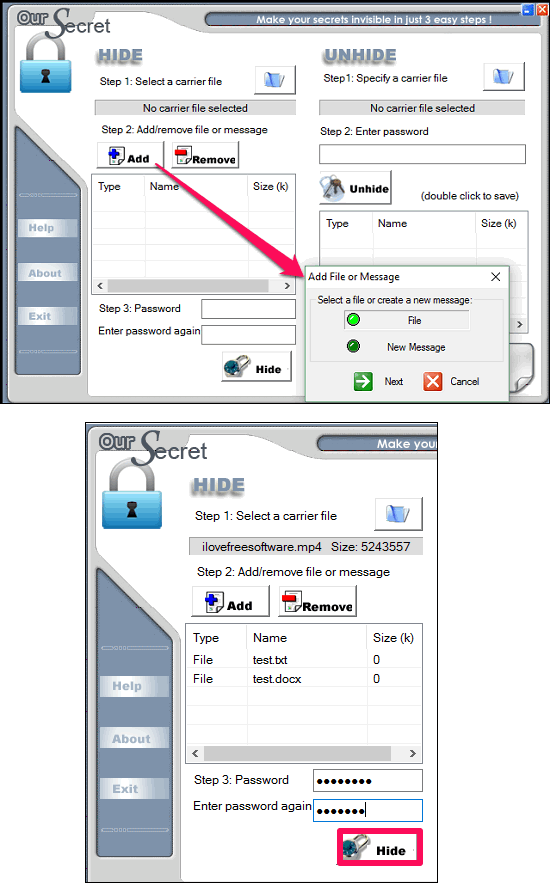 Our Secret
Make your secrets invisible in just 3 easy steps !
HIDE
Step 1: Select a carrier file
No carrier file selected
Step 2: Add/remove file or message
Add
Remove
Type Name Size (k)
Step 3: Password
Enter password again
Hide
Help
About
Exit
UNHIDE
Step1: Specify a carrier file
No carrier file selected
Step 2: Enter password
Unhide
(double click to save)
Type Name Size (k)
Add File or Message
Select a file or create a new message:
File
New Message
Next
Cancel
Our Secret
Make your
HIDE
Step 1: Select a carrier file
ilovefreesoftware.mp4 Size: 5243557
Step 2: Add/remove file or message
Add
Remove
Type Name Size (k)
File test.txt 0
File test.docx 0
Step 3: Password ●●●●●●●●
Enter password again ●●●●●●●
Hide
Help
About
Exit